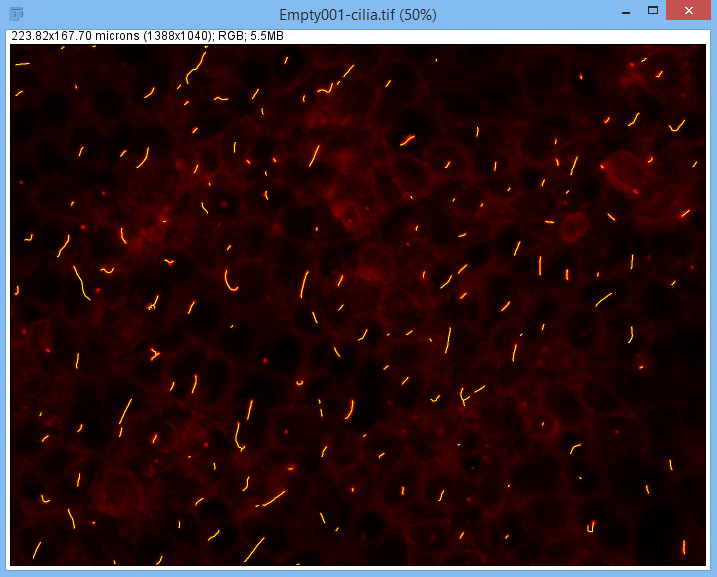 Empty001-cilia.tif (50%)
223.82x167.70 microns (1388x1040); RGB; 5.5MB